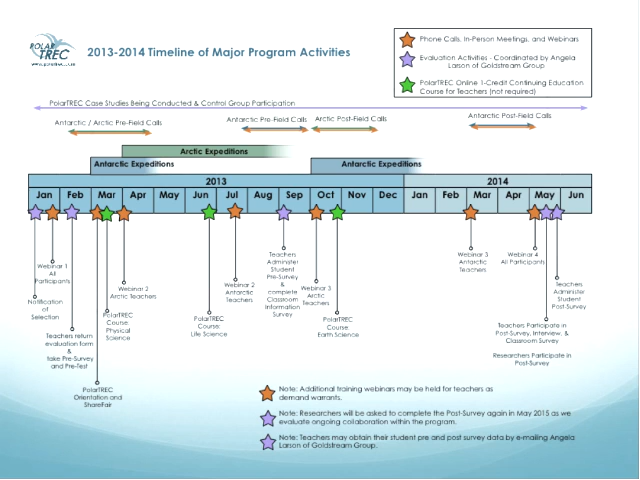 POLAR
TREC
2013-2014 Timeline of Major Program Activities
Phone Calls, In-Person Meetings, and Webinars
Evaluation Activities - Coordinated by Angela
Larson of Goldstream Group
PolarTREC Online 1-Credit Continuing Education
Course for Teachers (not required)
PolarTREC Case Studies Being Conducted & Control Group Participation
Antarctic / Arctic Pre-Field Calls
Antarctic Pre-Field Calls
Arctic Post-Field Calls
Antarctic Post-Field Calls
Arctic Expeditions
Antarctic Expeditions
Antarctic Expeditions
2013
2014
Jan Feb Mar Apr May Jun Jul Aug Sep Oct Nov Dec Jan Feb Mar Apr May Jun
Webinar 1
All
Participants
Notification
of
Selection
Teachers return
evaluation form
&
take Pre-Survey
and Pre-Test
PolarTREC
Orientation and
ShareFair
PolarTREC
Course:
Physical
Science
Webinar 2
Arctic Teachers
PolarTREC
Course:
Life Science
Webinar 2
Antarctic
Teachers
Teachers
Administer
Student
Pre-Survey
&
complete
Classroom
Information
Survey
Webinar 3
Arctic
Teachers
PolarTREC
Course:
Earth Science
Webinar 3
Antarctic
Teachers
Webinar 4
All Participants
Teachers Participate in
Post-Survey, Interview, &
Classroom Survey
Researchers Participate in
Post-Survey
Teachers
Administer
Student
Post-Survey
Note: Additional training webinars may be held for teachers as
demand warrants.
Note: Researchers will be asked to complete the Post-Survey again in May 2015 as we
evaluate ongoing collaboration within the program.
Note: Teachers may obtain their student pre and post survey data by e-mailing Angela
Larson of Goldstream Group.